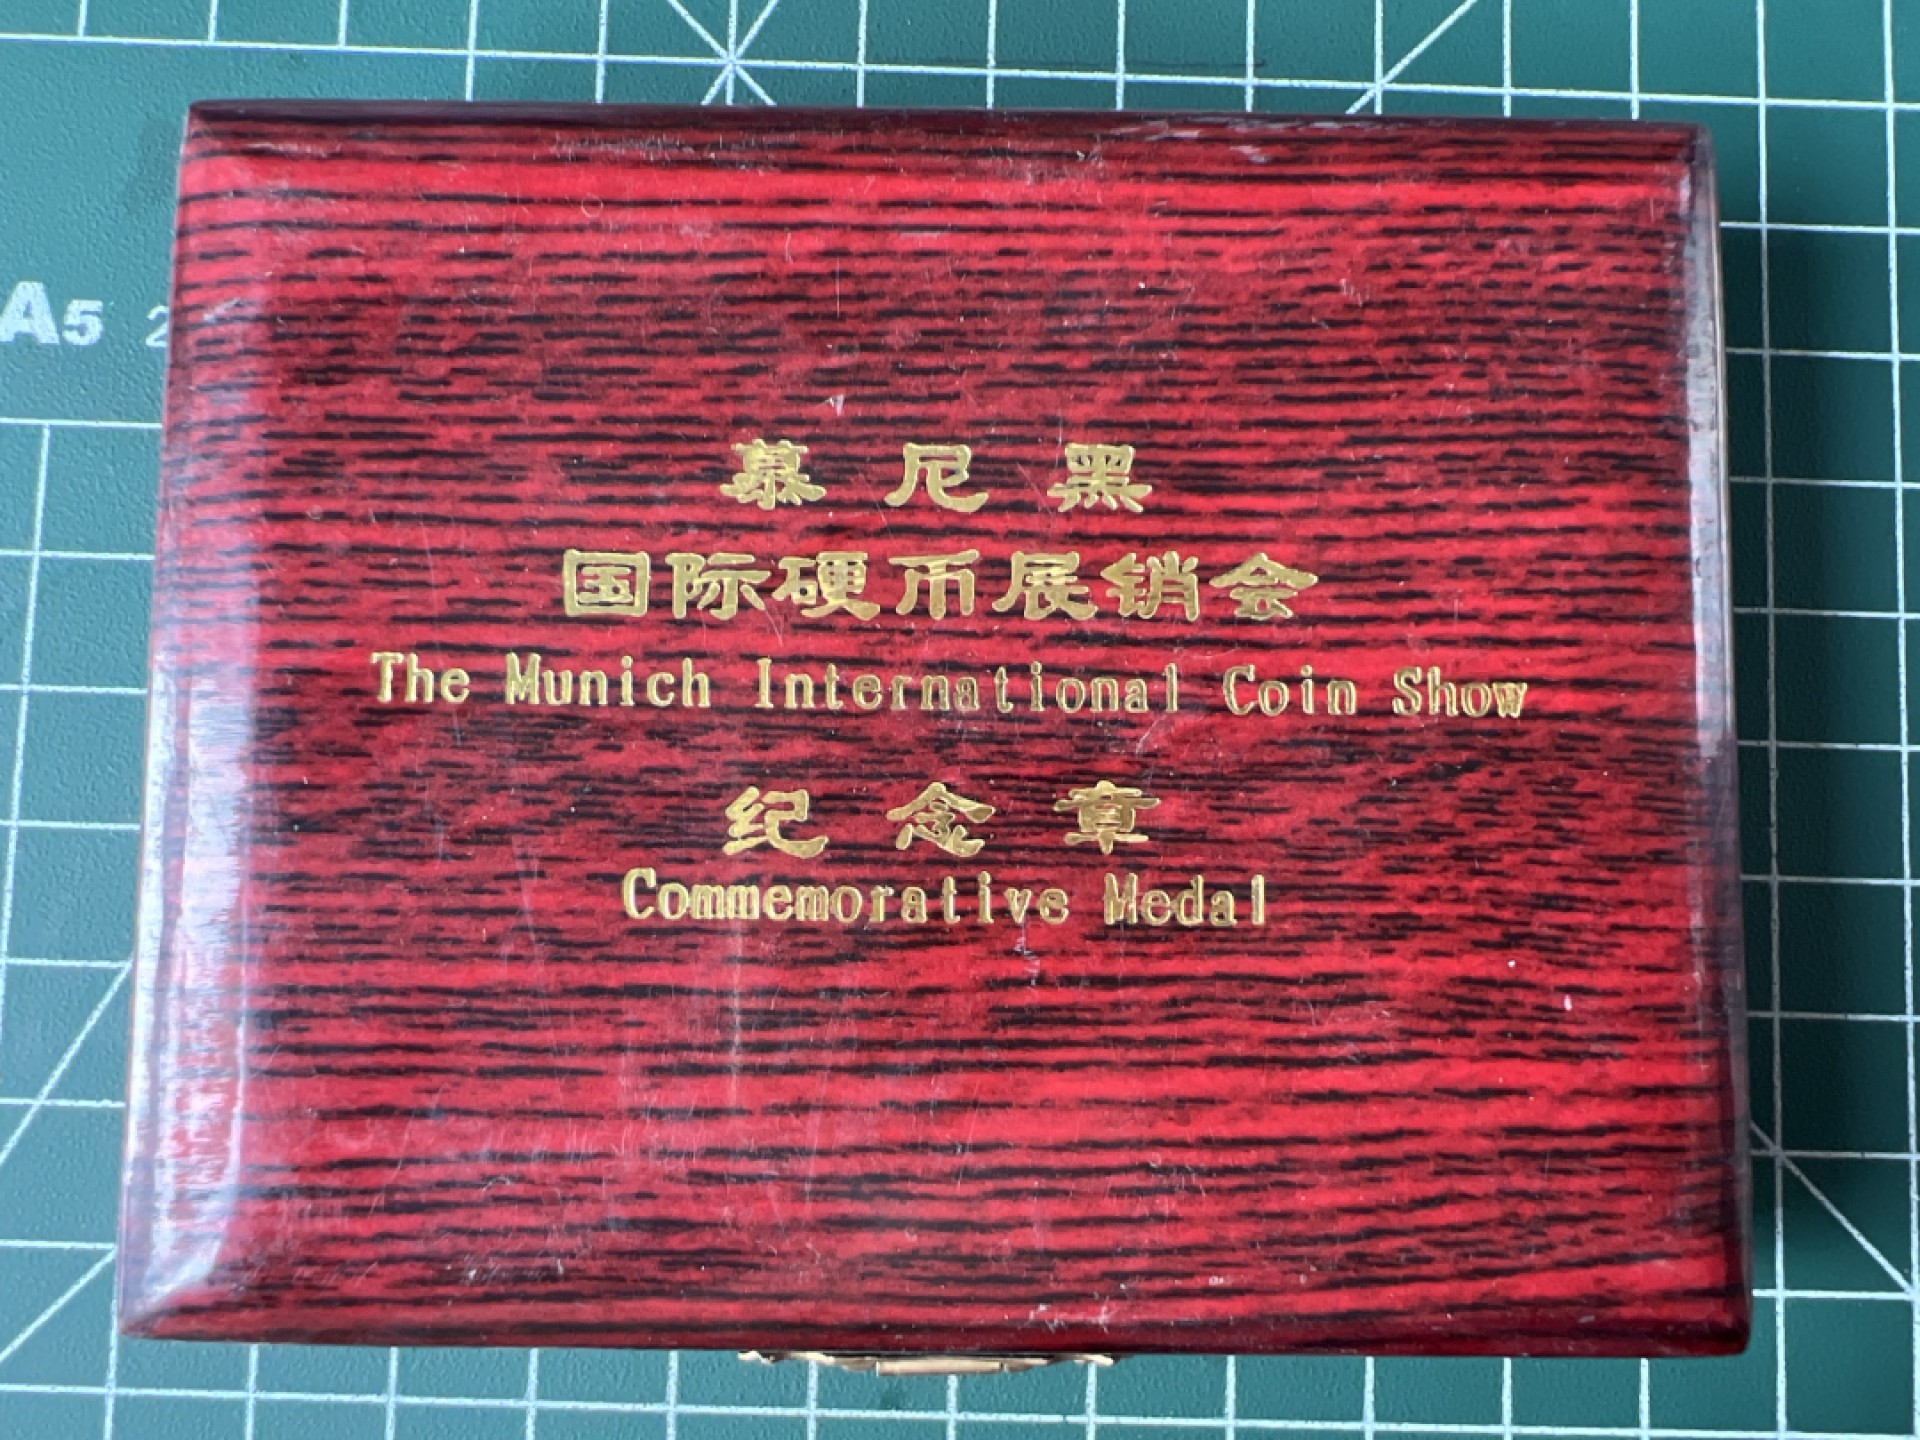 A5 2
慕尼黑
国际硬币展销会
The Munich International Coin Show
纪念章
Commemorative Medal